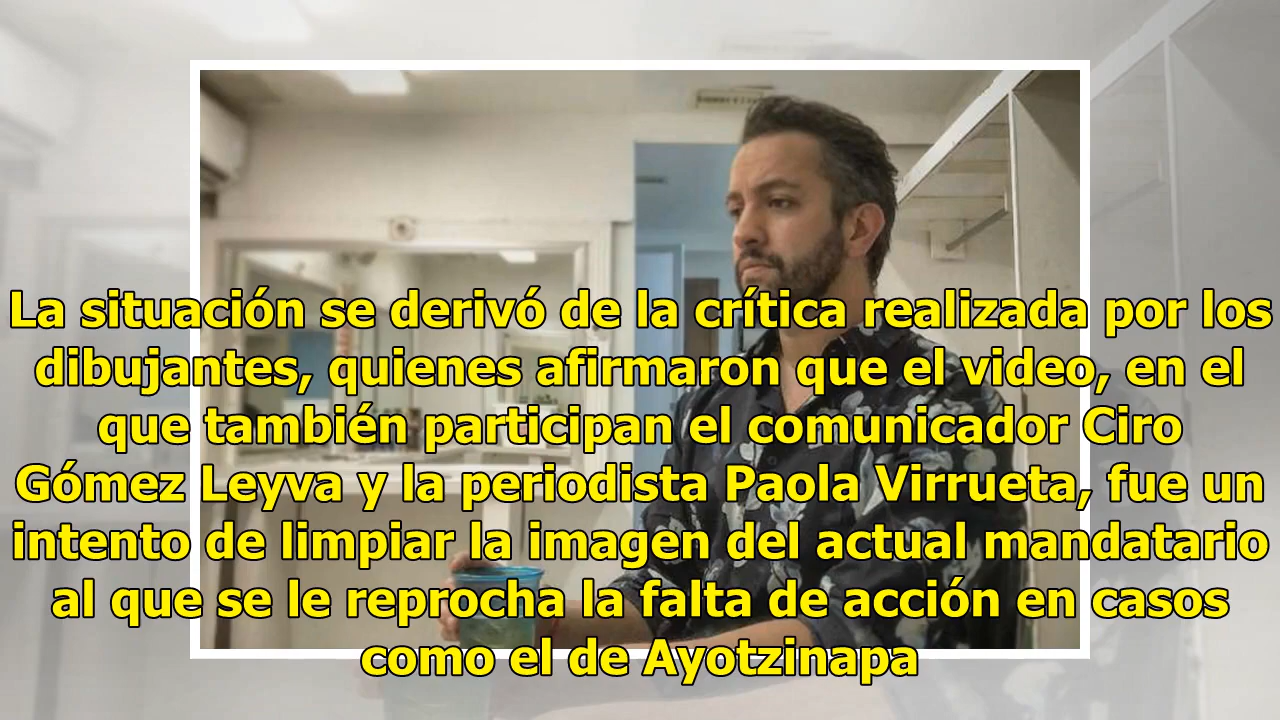 La situación se derivó de la crítica realizada por los
dibujantes, quienes afirmaron que el video, en el
que también participan el comunicador Ciro
Gómez Leyva y la periodista Paola Virrueta, fue un
intento de limpiar la imagen del actual mandatario
al que se le reprocha la falta de acción en casos
como el de Ayotzinapa